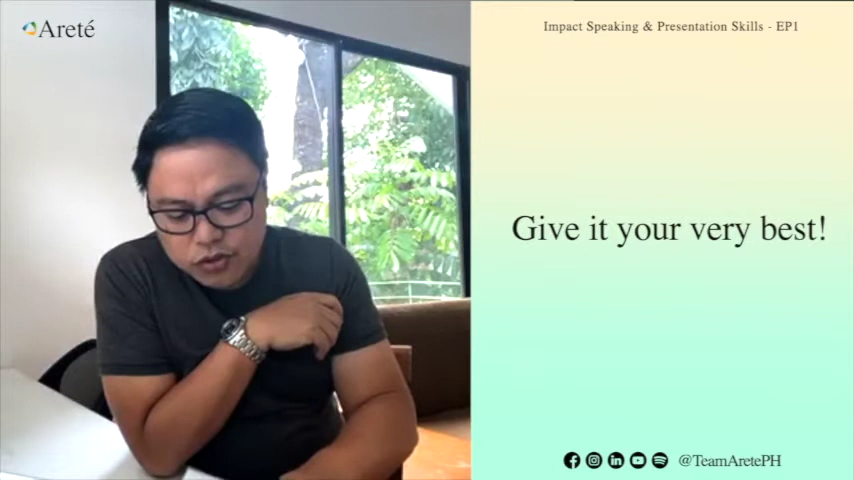 Areté
Impact Speaking & Presentation Skills - EP1
Give it your very best!
@TeamAretePH